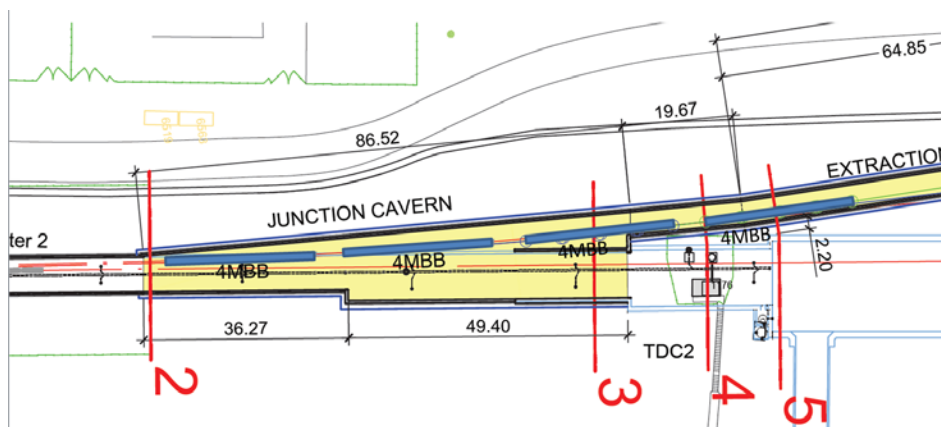 64.85
19.67
86.52
EXTRACTION
JUNCTION CAVERN
ter 2
4MBB
4MBB
4MBB
4MBB
2.20
36.27
49.40
TDC2
2
3
4
5